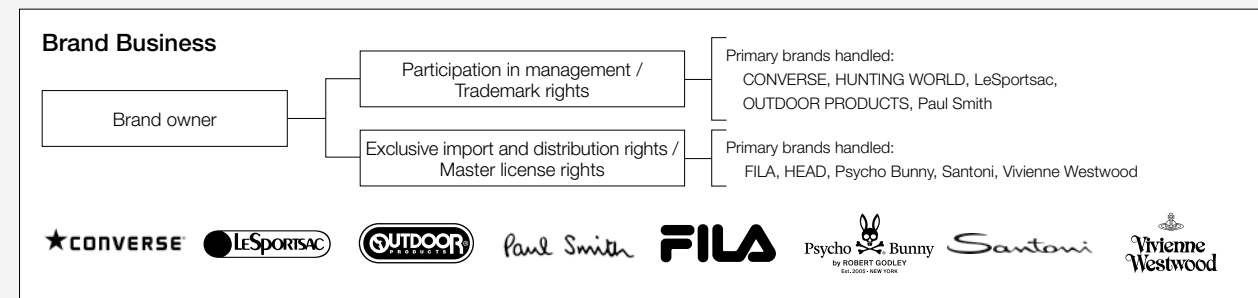 Brand Business
Brand owner
Participation in management /
Trademark rights
Primary brands handled:
CONVERSE, HUNTING WORLD, LeSportsac,
OUTDOOR PRODUCTS, Paul Smith
Exclusive import and distribution rights /
Master license rights
Primary brands handled:
FILA, HEAD, Psycho Bunny, Santoni, Vivienne Westwood
CONVERSE
LESPORTSAC
OUTDOOR®
PRODUCTS
Paul Smith
FILA
Psycho Bunny
by ROBERT GODLEY
Est. 2005 - NEW YORK
Santoni
Vivienne
Westwood